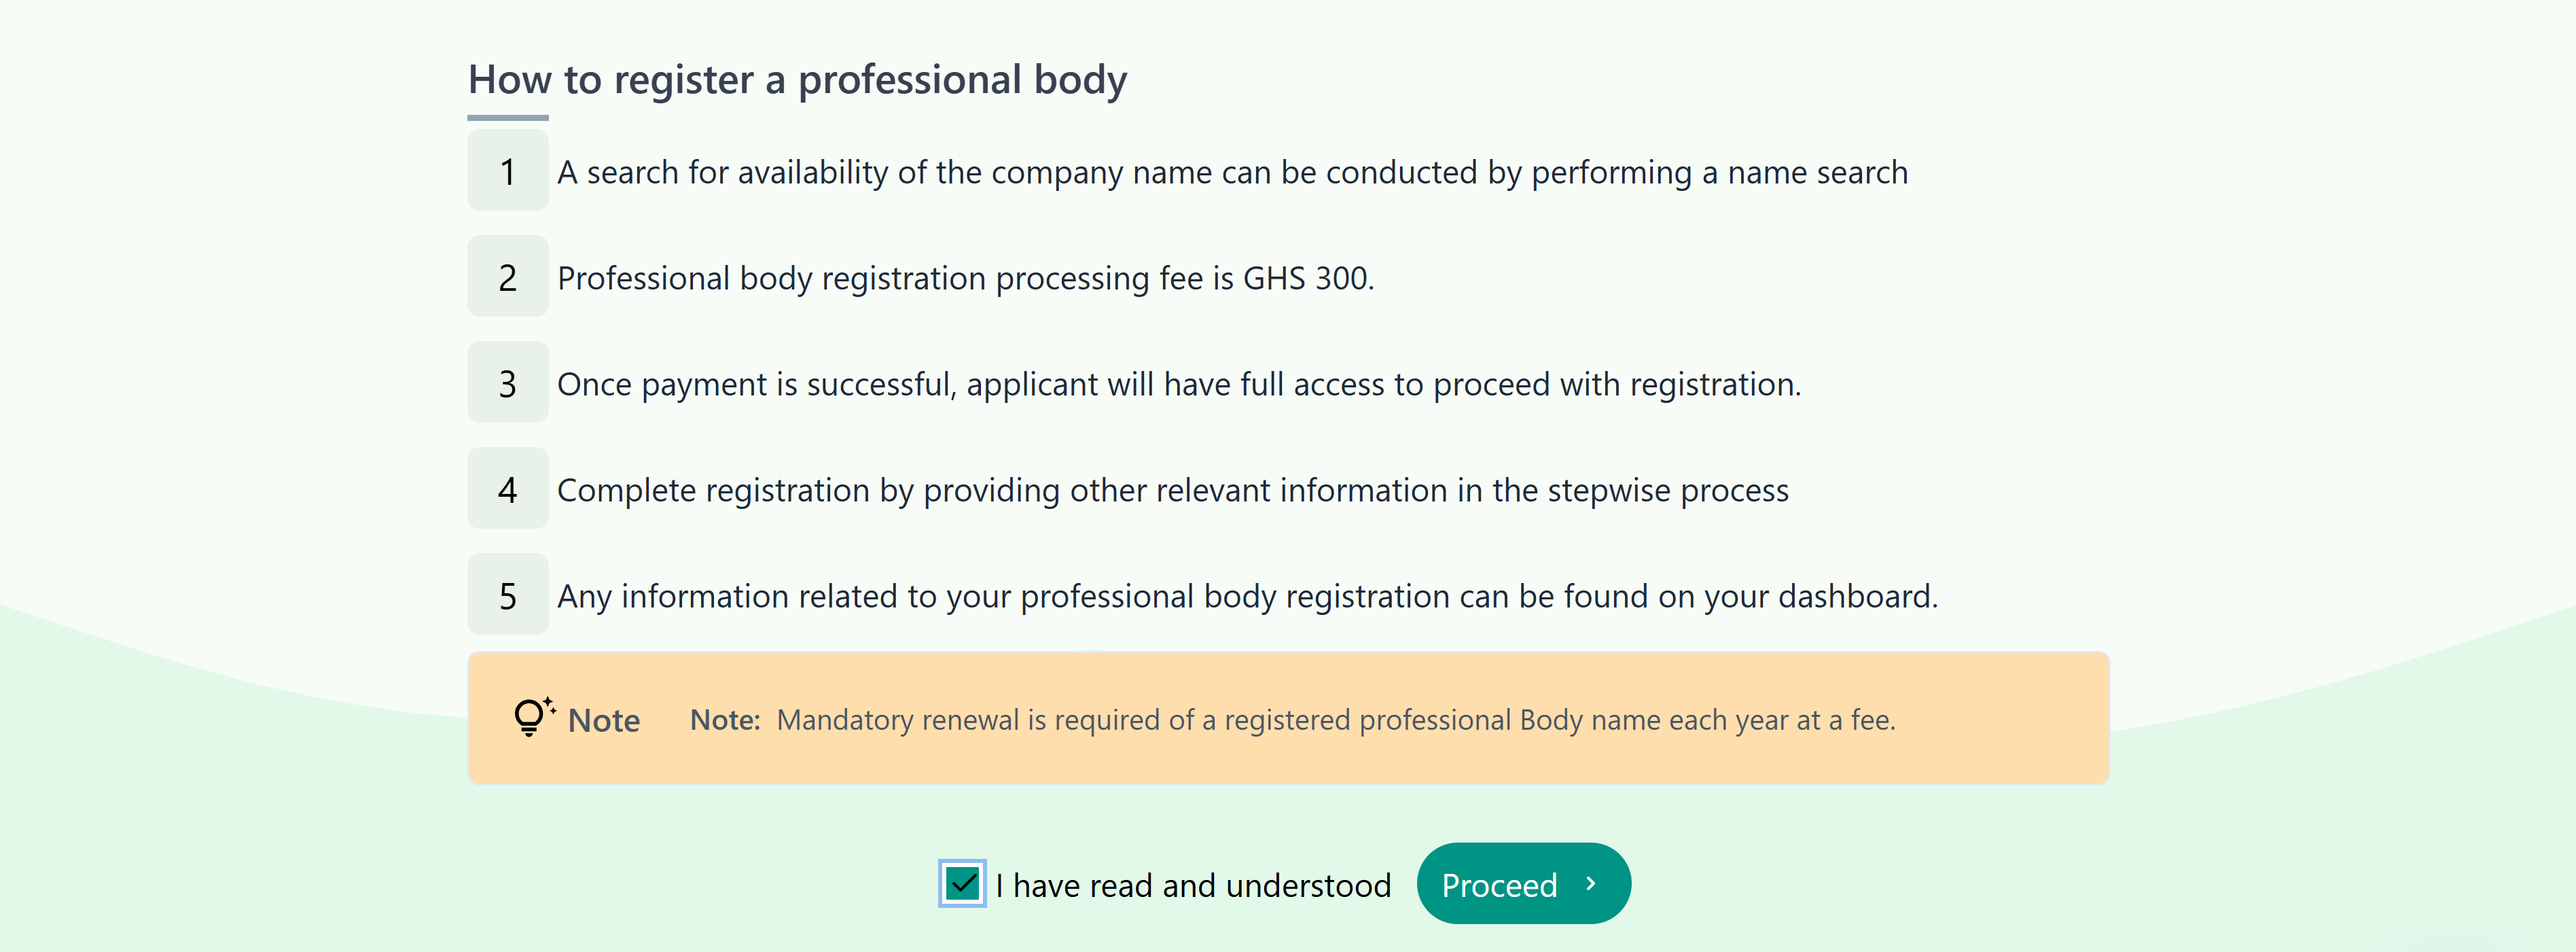 How to register a professional body
1 A search for availability of the company name can be conducted by performing a name search
2 Professional body registration processing fee is GHS 300.
3 Once payment is successful, applicant will have full access to proceed with registration.
4 Complete registration by providing other relevant information in the stepwise process
5 Any information related to your professional body registration can be found on your dashboard.
Note Note: Mandatory renewal is required of a registered professional Body name each year at a fee.
I have read and understood Proceed